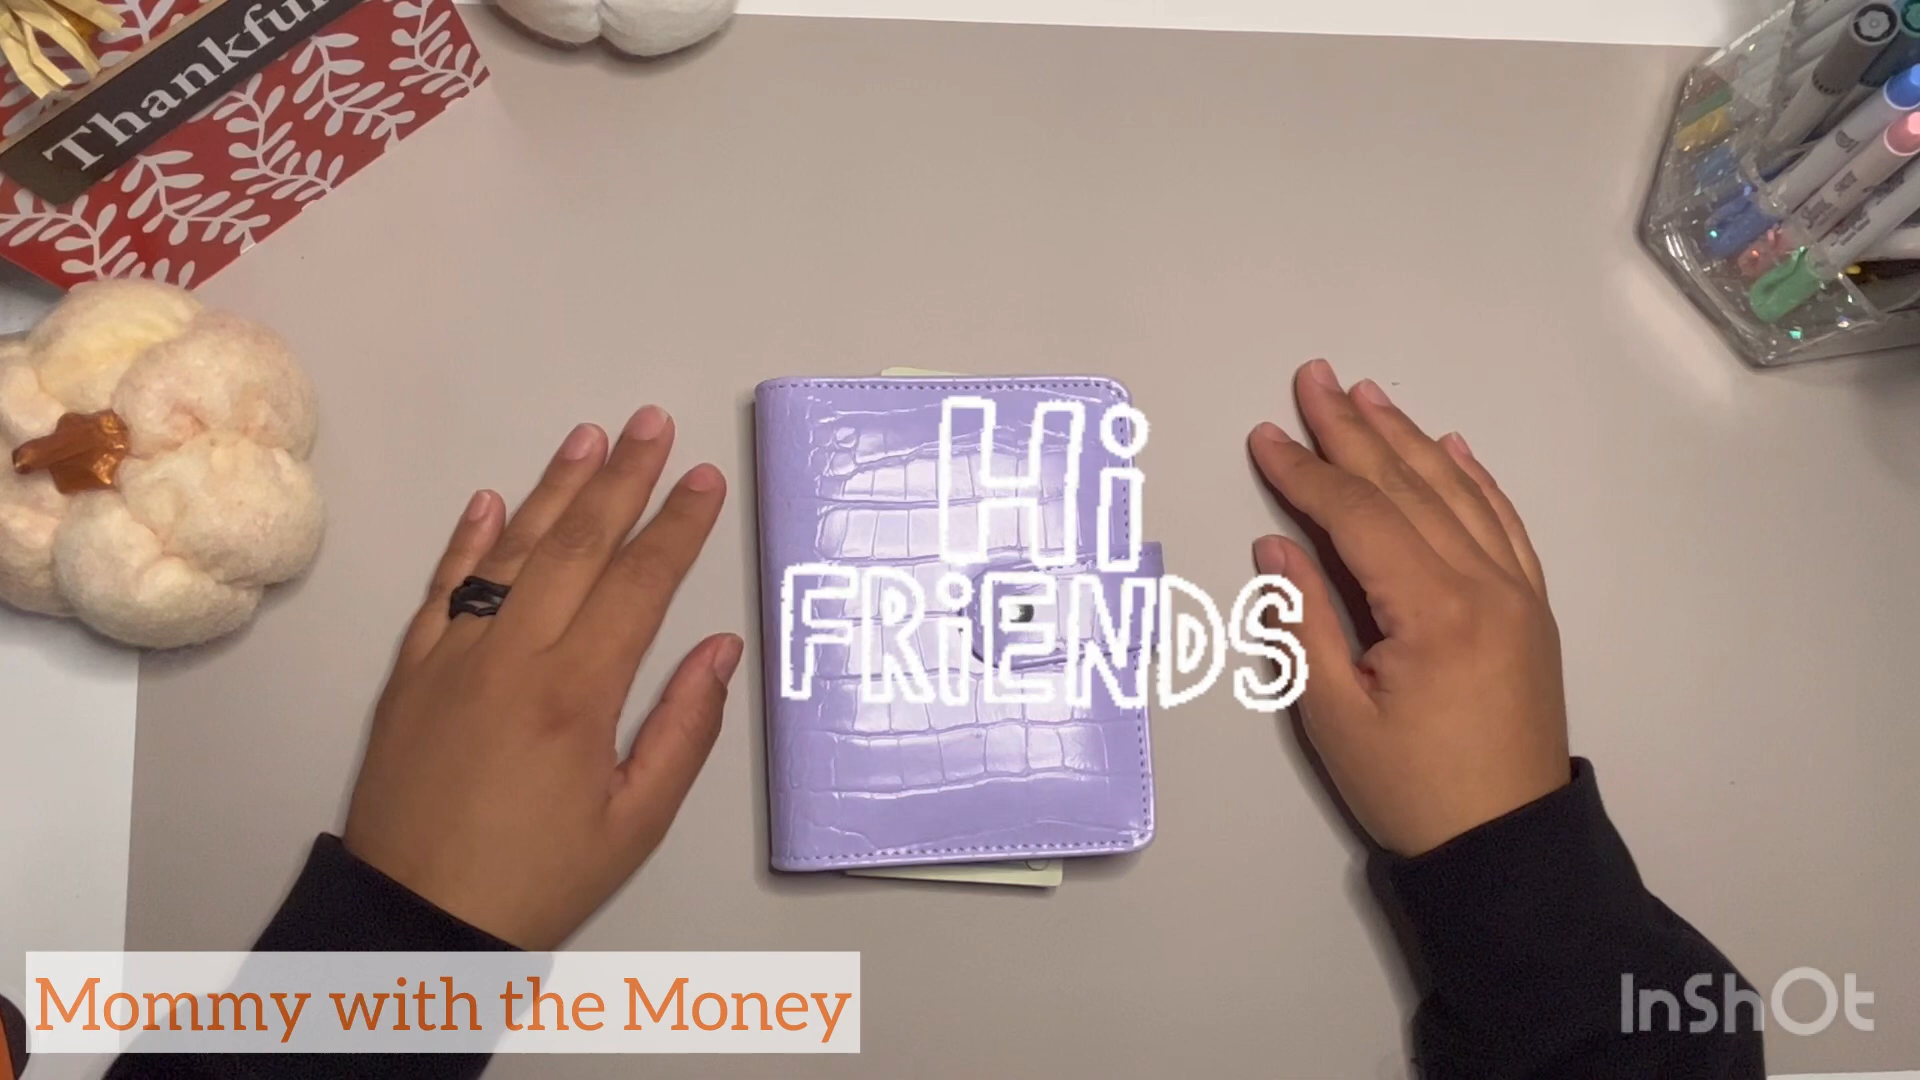 Thankful
Hi
FRiENDS
Mommy with the Money
InShOt